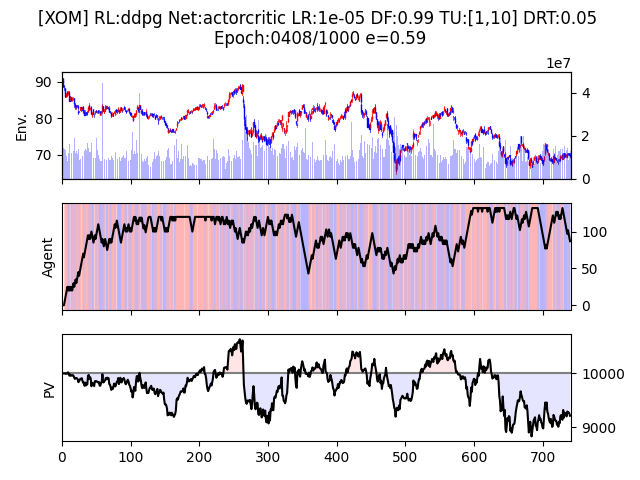 [XOM] RL:ddpg Net:actorcritic LR:1e-05 DF:0.99 TU:[1,10] DRT:0.05
Epoch:0408/1000 e=0.59
1e7
90
80
70
Env.
4
2
0
Agent
100
50
0
PV
10000
9000
0 100 200 300 400 500 600 700